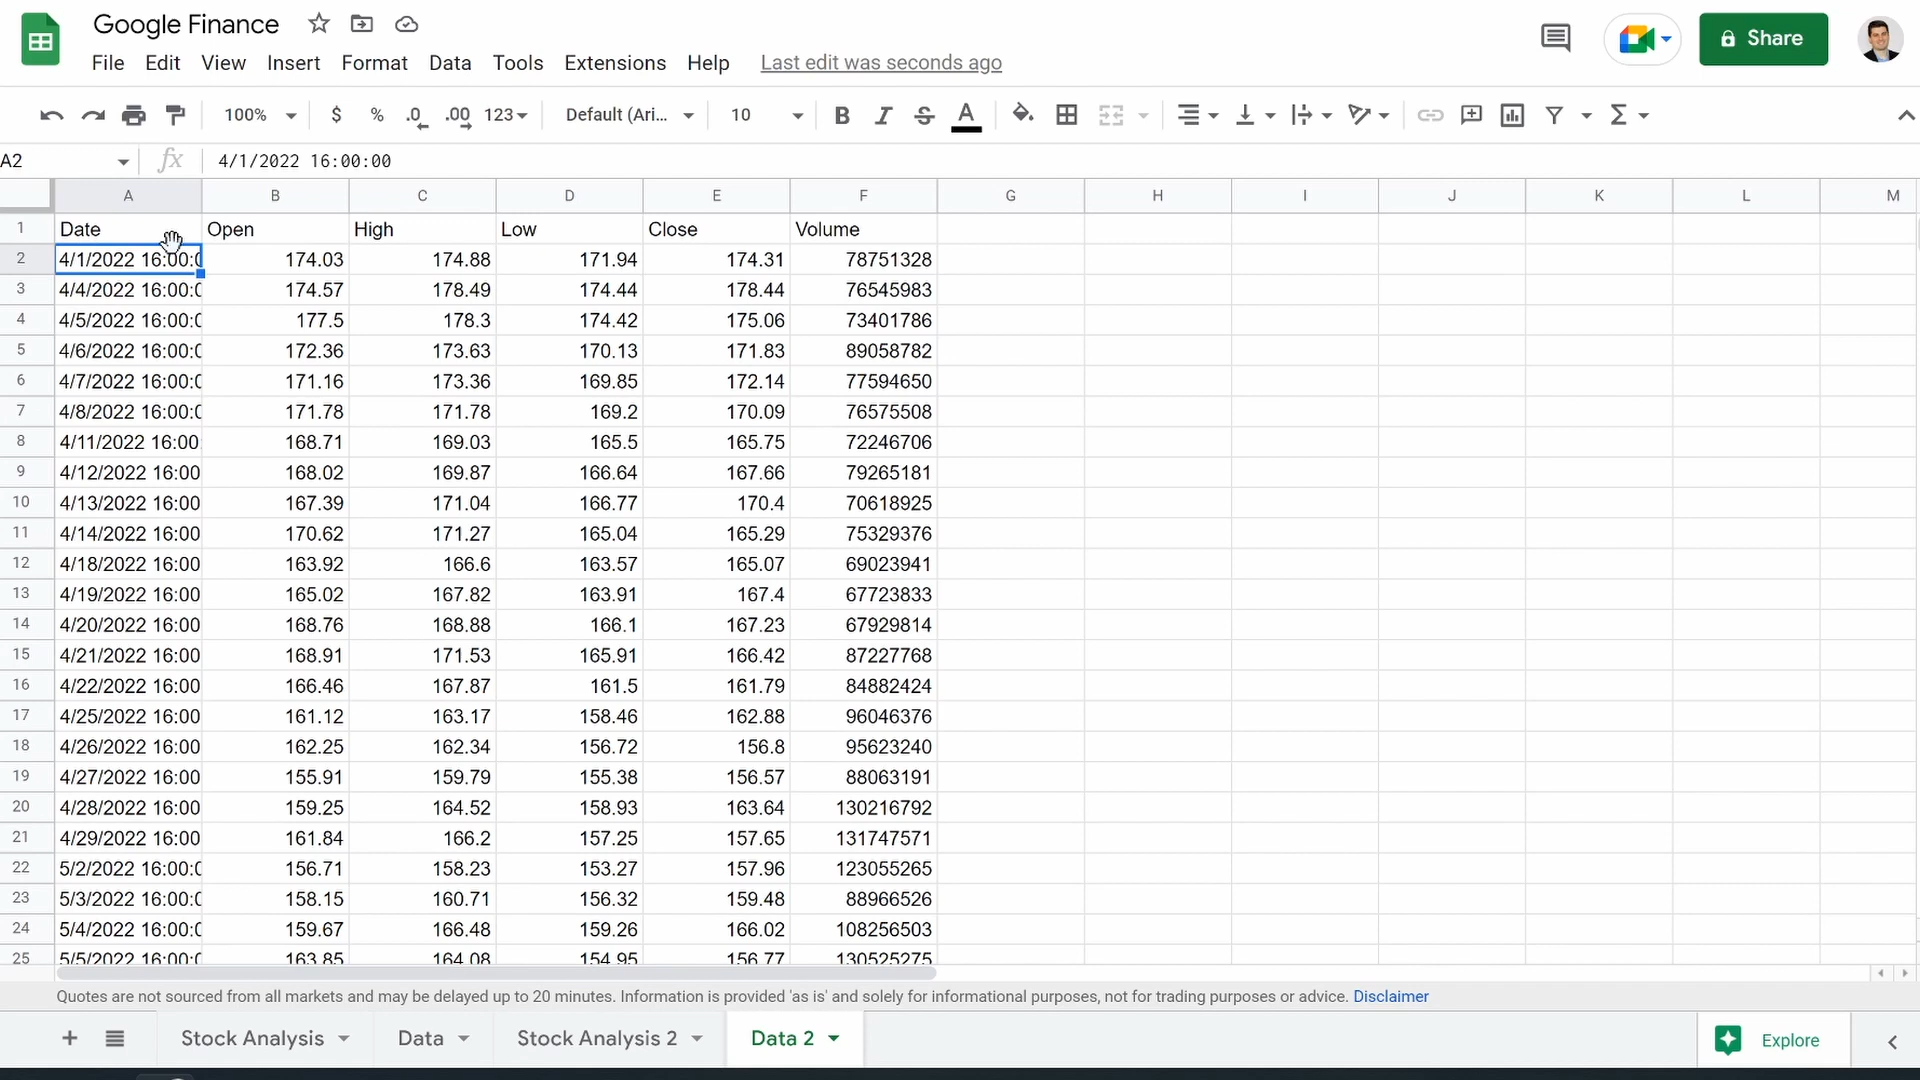 Google Finance
File Edit View Insert Format Data Tools Extensions Help Last edit was seconds ago
Share
100% $ % .0 .00 123 Default (Ari... 10 B I S A
A2 fx 4/1/2022 16:00:00
A B C D E F G H I J K L M
1 Date Open High Low Close Volume
2 4/1/2022 16:00:0 174.03 174.88 171.94 174.31 78751328
3 4/4/2022 16:00:0 174.57 178.49 174.44 178.44 76545983
4 4/5/2022 16:00:0 177.5 178.3 174.42 175.06 73401786
5 4/6/2022 16:00:0 172.36 173.63 170.13 171.83 89058782
6 4/7/2022 16:00:0 171.16 173.36 169.85 172.14 77594650
7 4/8/2022 16:00:0 171.78 171.78 169.2 170.09 76575508
8 4/11/2022 16:00: 168.71 169.03 165.5 165.75 72246706
9 4/12/2022 16:00 168.02 169.87 166.64 167.66 79265181
10 4/13/2022 16:00 167.39 171.04 166.77 170.4 70618925
11 4/14/2022 16:00 170.62 171.27 165.04 165.29 75329376
12 4/18/2022 16:00 163.92 166.6 163.57 165.07 69023941
13 4/19/2022 16:00 165.02 167.82 163.91 167.4 67723833
14 4/20/2022 16:00 168.76 168.88 166.1 167.23 67929814
15 4/21/2022 16:00 168.91 171.53 165.91 166.42 87227768
16 4/22/2022 16:00 166.46 167.87 161.5 161.79 84882424
17 4/25/2022 16:00 161.12 163.17 158.46 162.88 96046376
18 4/26/2022 16:00 162.25 162.34 156.72 156.8 95623240
19 4/27/2022 16:00 155.91 159.79 155.38 156.57 88063191
20 4/28/2022 16:00 159.25 164.52 158.93 163.64 130216792
21 4/29/2022 16:00 161.84 166.2 157.25 157.65 131747571
22 5/2/2022 16:00:0 156.71 158.23 153.27 157.96 123055265
23 5/3/2022 16:00:0 158.15 160.71 156.32 159.48 88966526
24 5/4/2022 16:00:0 159.67 166.48 159.26 166.02 108256503
25 5/5/2022 16:00:0 163.85 164.08 154.95 156.77 130525275
Quotes are not sourced from all markets and may be delayed up to 20 minutes. Information is provided 'as is' and solely for informational purposes, not for trading purposes or advice. Disclaimer
Stock Analysis Data Stock Analysis 2 Data 2 Explore